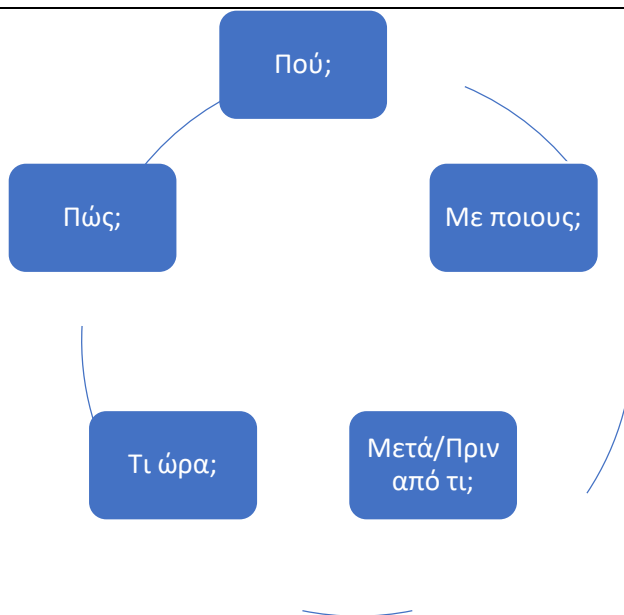 Πού;
Με ποιους;
Μετά/Πριν
από τι;
Τι ώρα;
Πώς;